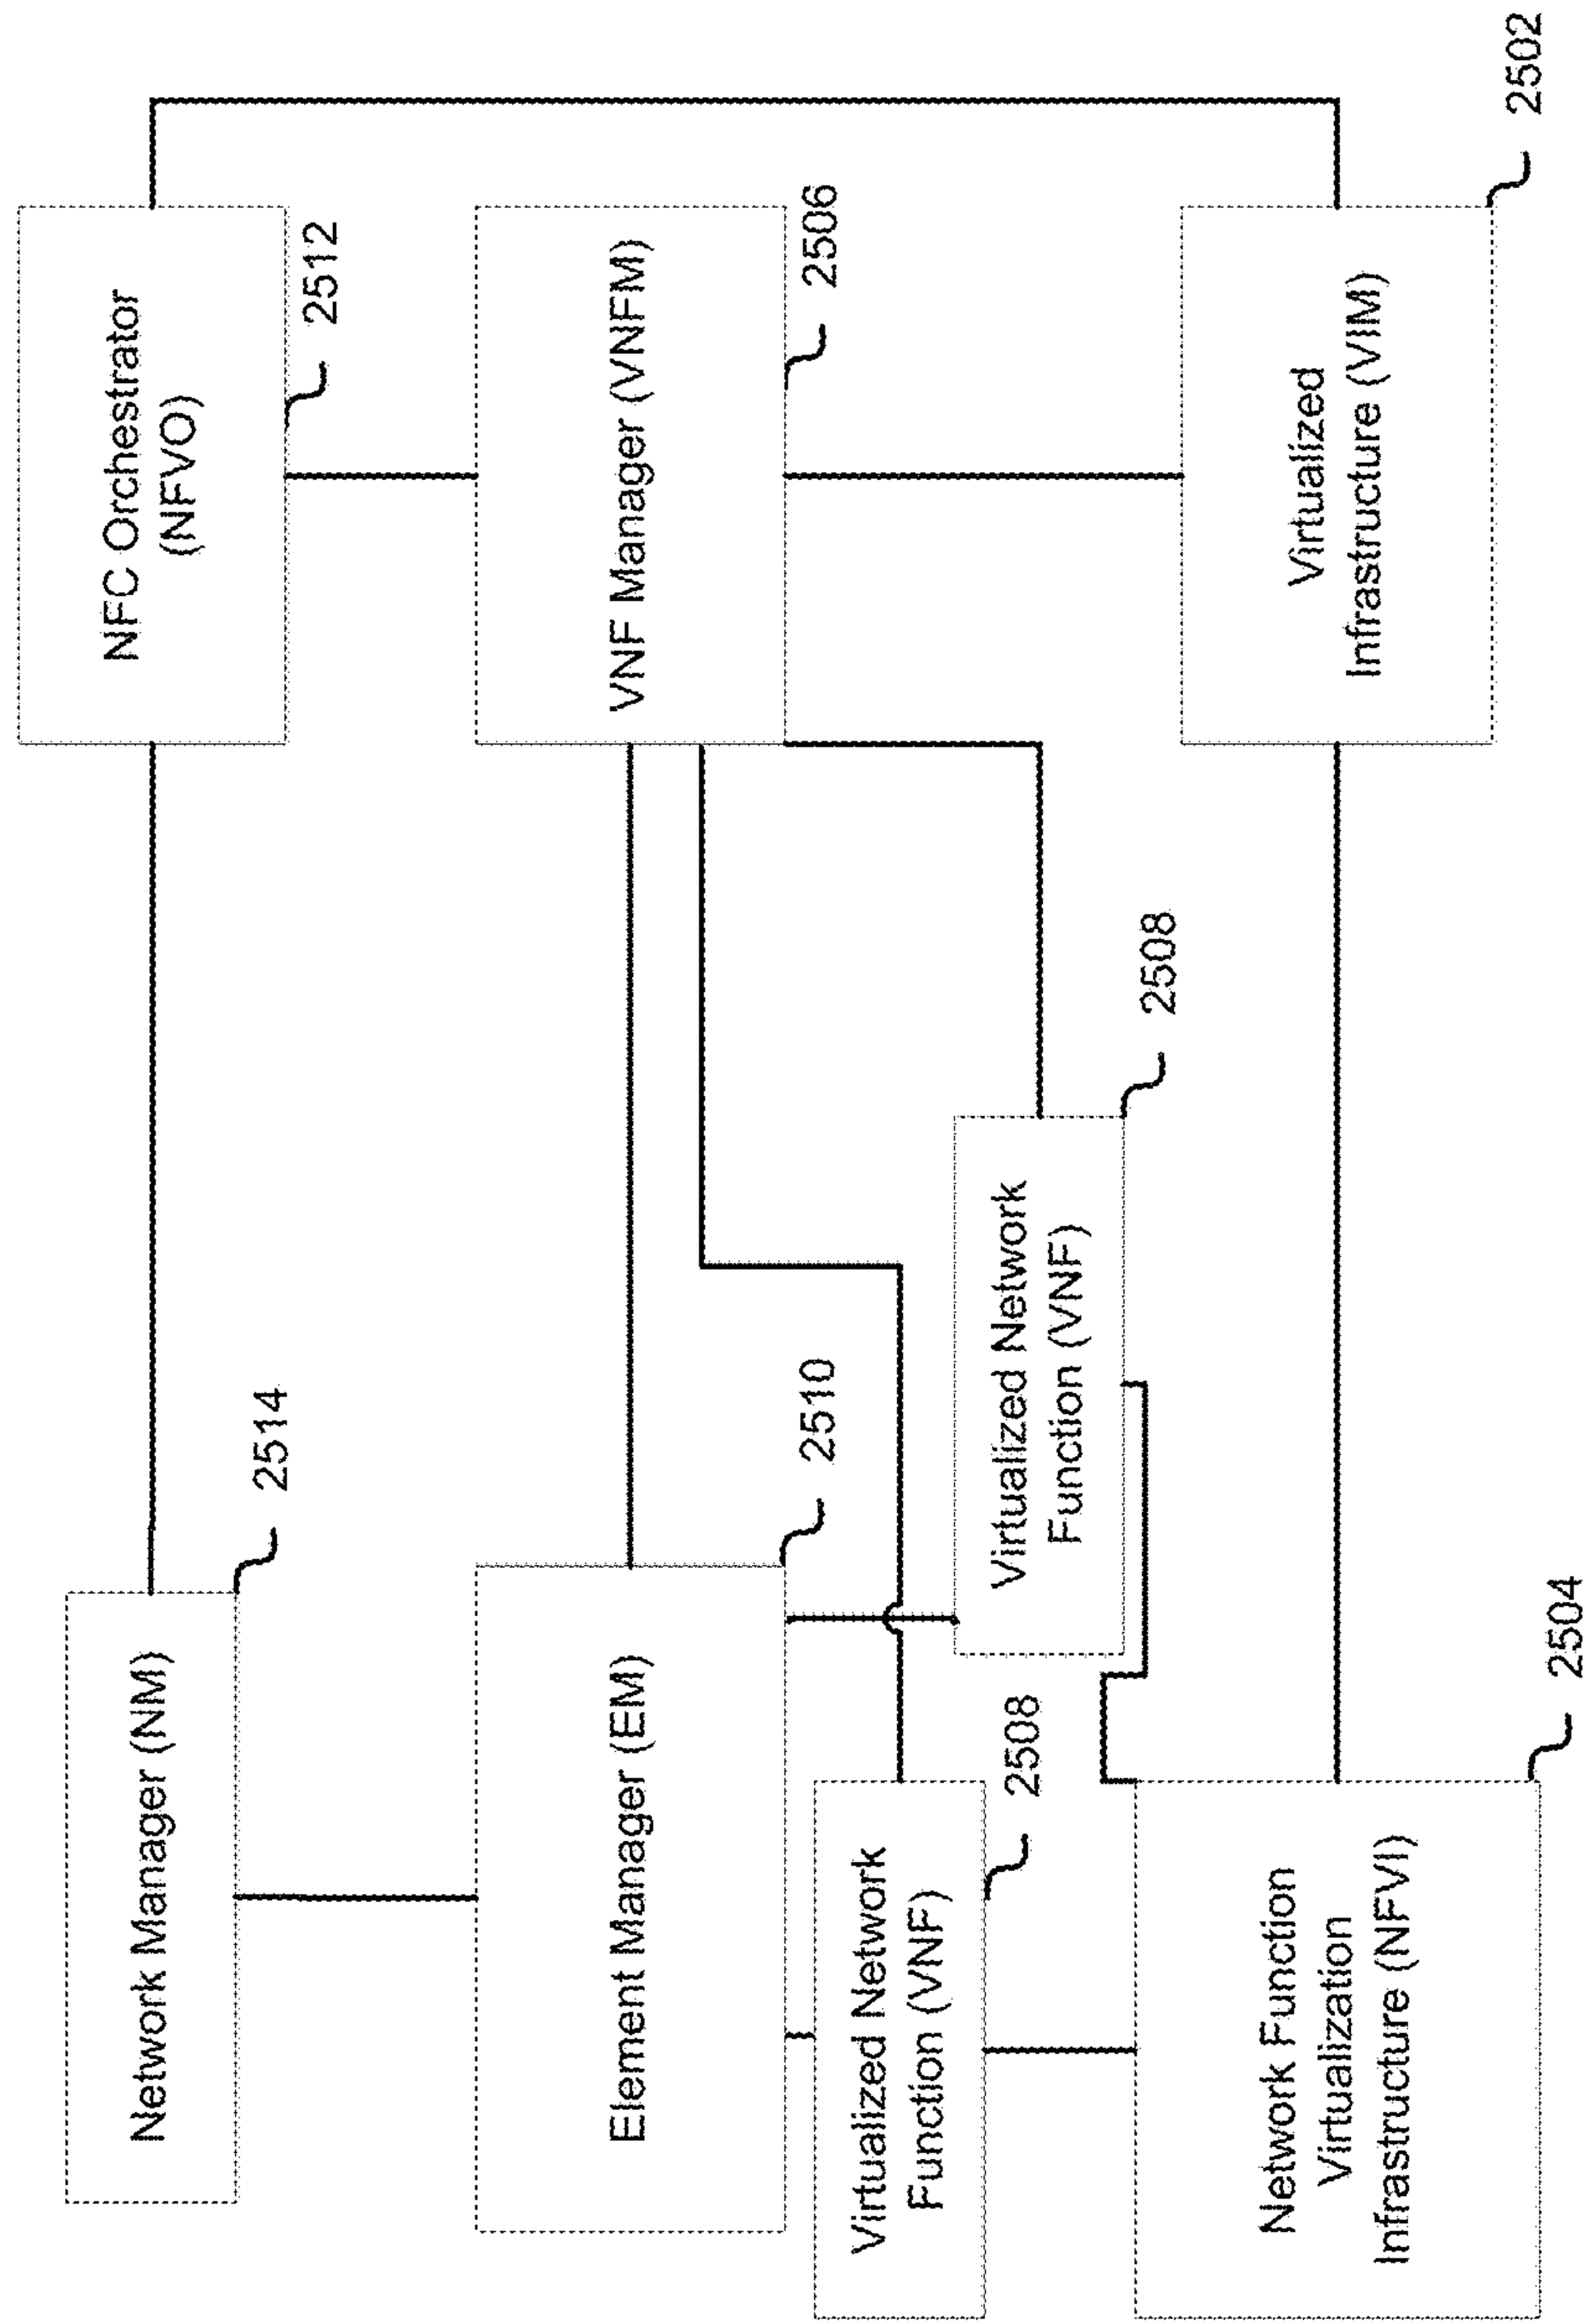 Network Manager (NM)
2514
NFC Orchestrator
(NFVO)
2512
Element Manager (EM)
2510
VNF Manager (VNFM)
2506
Virtualized Network
Function (VNF)
2508
Virtualized Network
Function (VNF)
2508
Network Function
Virtualization
Infrastructure (NFVI)
2504
Virtualized
Infrastructure (VIM)
2502